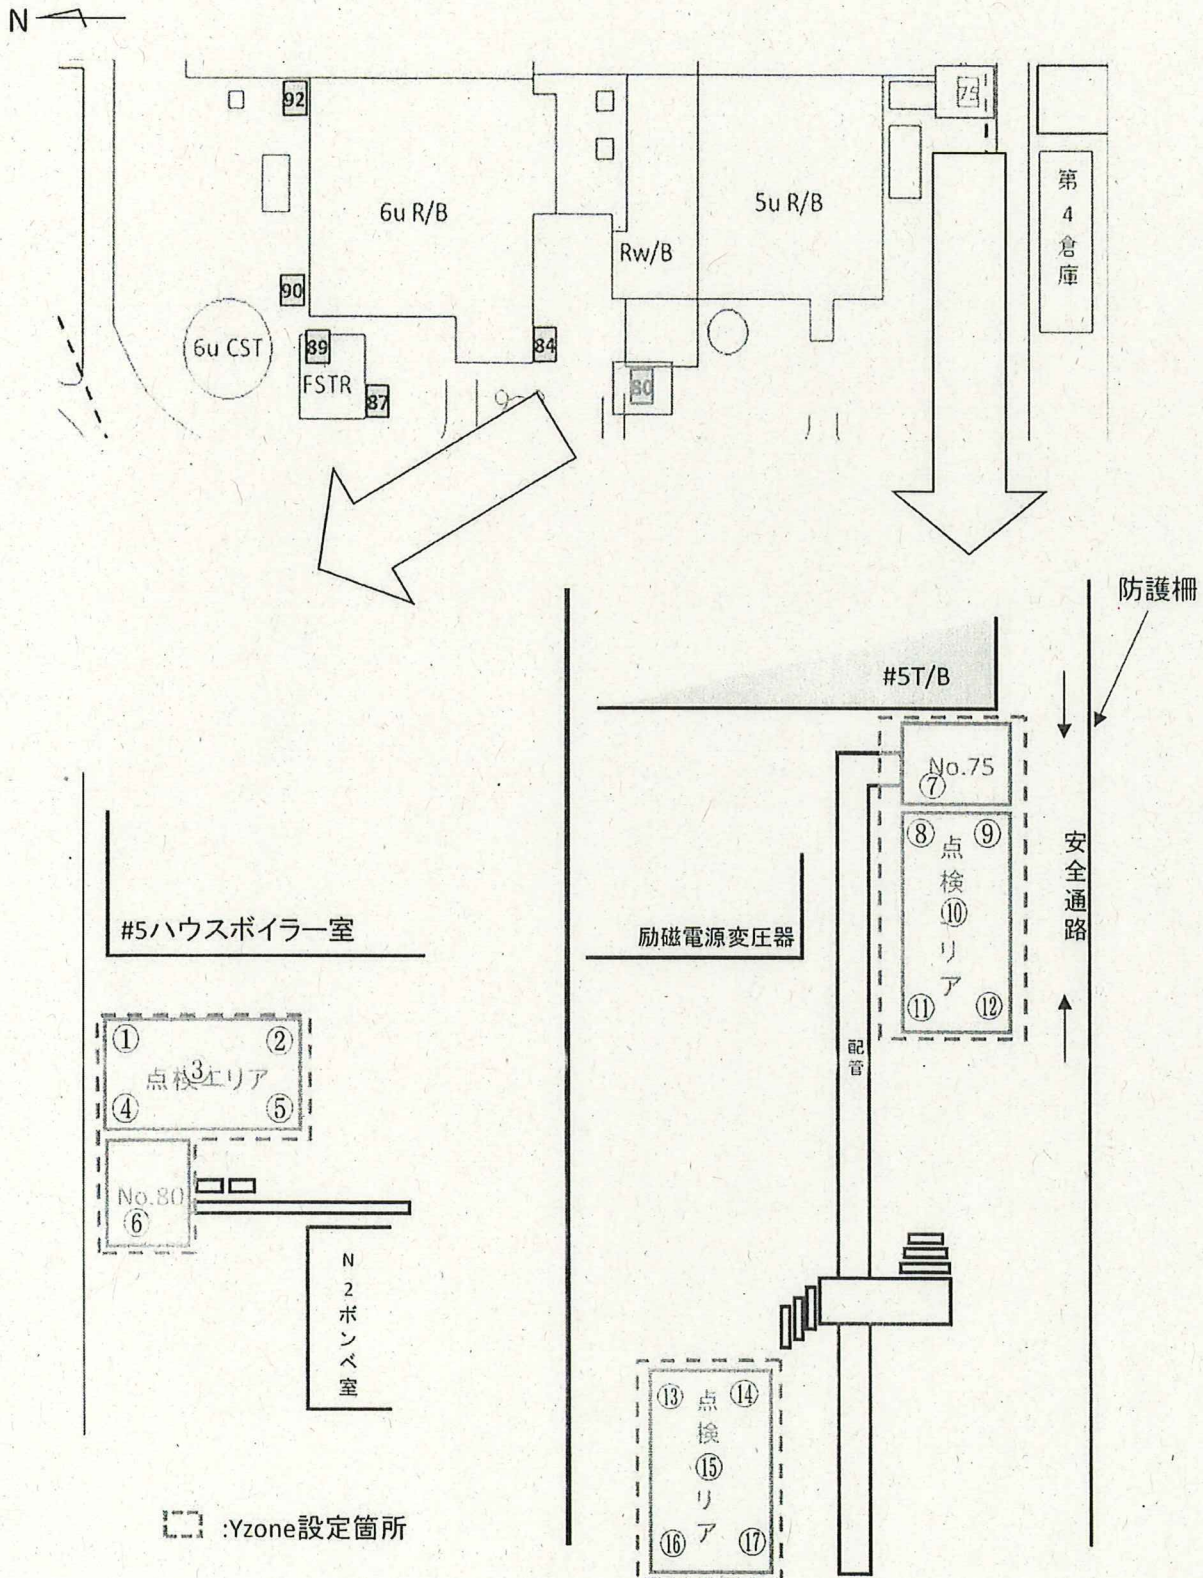 N
92
75
6u R/B
5u R/B
第4倉庫
Rw/B
90
6u CST
89
84
FSTR
87
80
防護柵
#5T/B
No.75
⑦
⑧
⑨
点検
⑩
リア
⑪
⑫
安全通路
#5ハウスボイラー室
励磁電源変圧器
①
②
③
点検エリア
④
⑤
配管
No.80
⑥
N2ボンベ室
⑬
⑭
点検
⑮
リア
⑯
⑰
:Yzone設定箇所